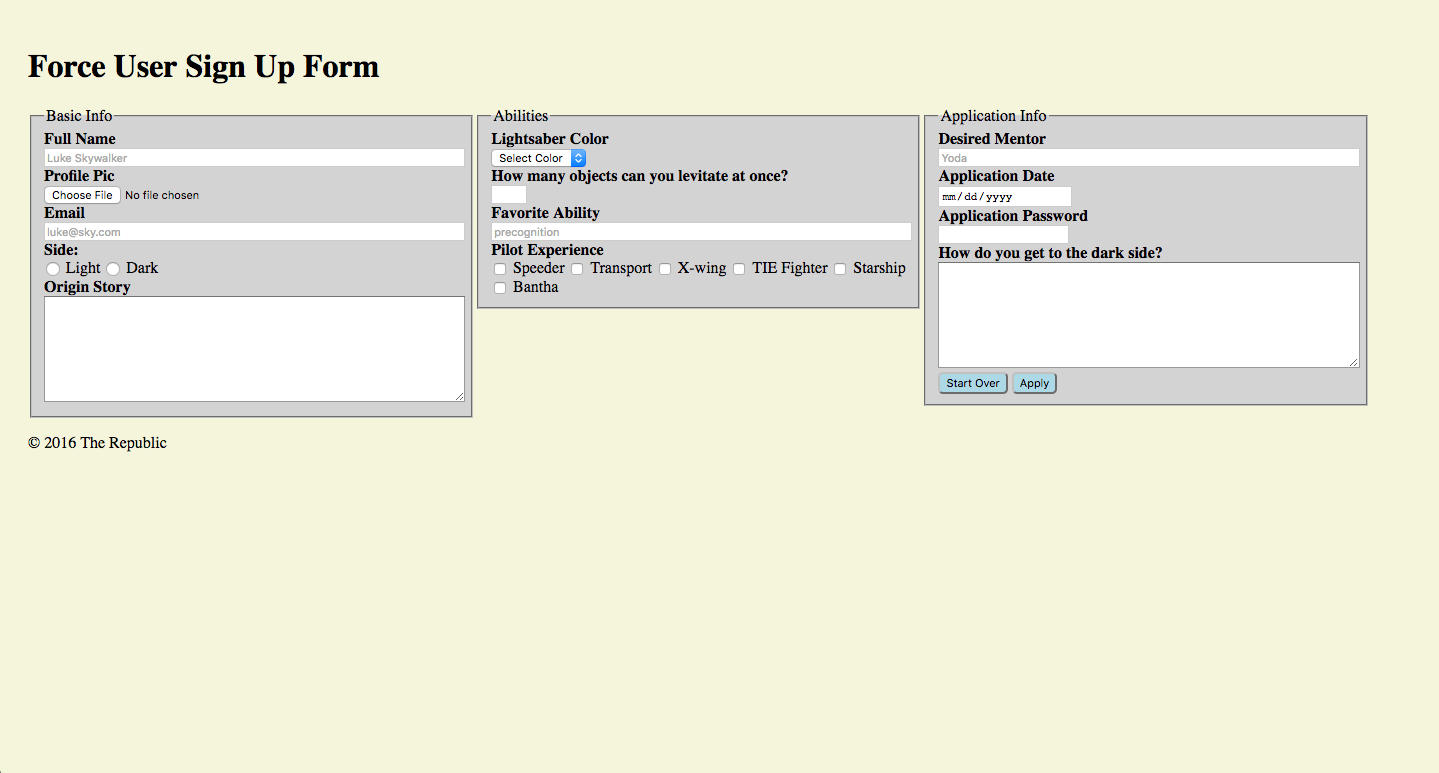 Force User Sign Up Form
Basic Info
Full Name
Luke Skywalker
Profile Pic
Choose File No file chosen
Email
luke@sky.com
Side:
Light Dark
Origin Story
Abilities
Lightsaber Color
Select Color
How many objects can you levitate at once?
Favorite Ability
precognition
Pilot Experience
Speeder Transport X-wing TIE Fighter Starship
Bantha
Application Info
Desired Mentor
Yoda
Application Date
mm/dd/yyyy
Application Password
How do you get to the dark side?
Start Over Apply
© 2016 The Republic